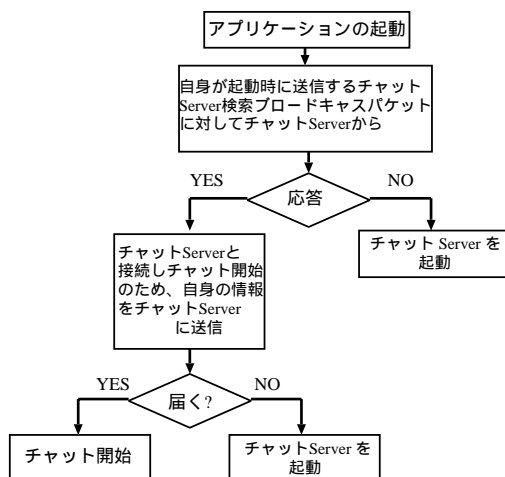 アプリケーションの起動
自身が起動時に送信するチャット
Server検索ブロードキャスパケット
に対してチャットServerから
YES
応答
NO
チャットServerと
接続しチャット開始
のため、自身の情報
をチャットServer
に送信
チャット Server を
起動
YES
届く?
NO
チャット開始
チャットServer を
起動